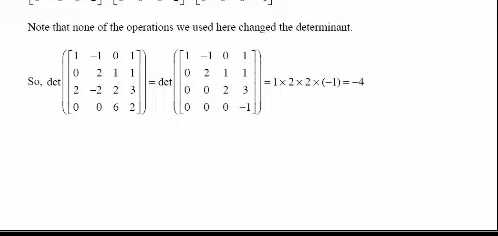 Note that none of the operations we used here changed the determinant.
So, det([1 -1 0 1; 0 2 1 1; 2 -2 2 3; 0 0 6 2]) = det([1 -1 0 1; 0 2 1 1; 0 0 2 3; 0 0 0 -1]) = 1×2×2×(-1) = -4